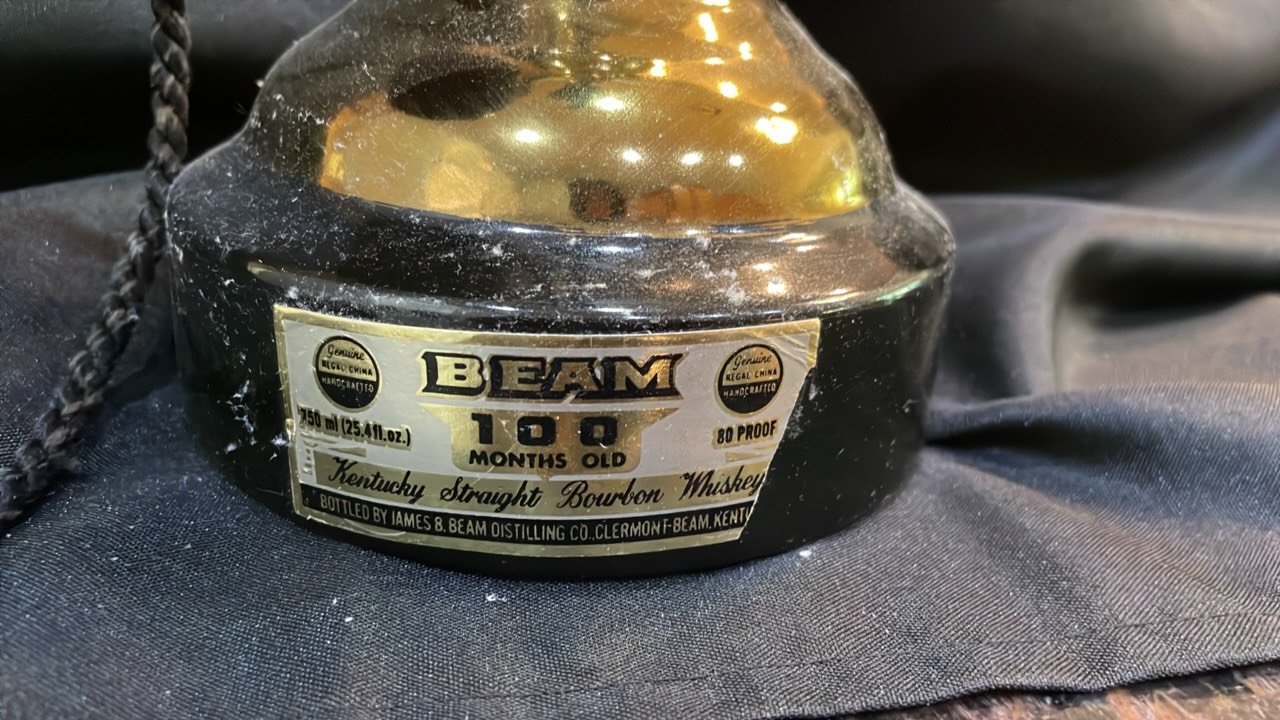 Genuine
REGAL CHINA
HANDCRAFTED
BEAM
Genuine
REGAL CHINA
HANDCRAFTED
750 ml (25.4 fl.oz.)
100
MONTHS OLD
80 PROOF
Kentucky Straight Bourbon Whiskey
BOTTLED BY JAMES B. BEAM DISTILLING CO., CLERMONT-BEAM, KENTU